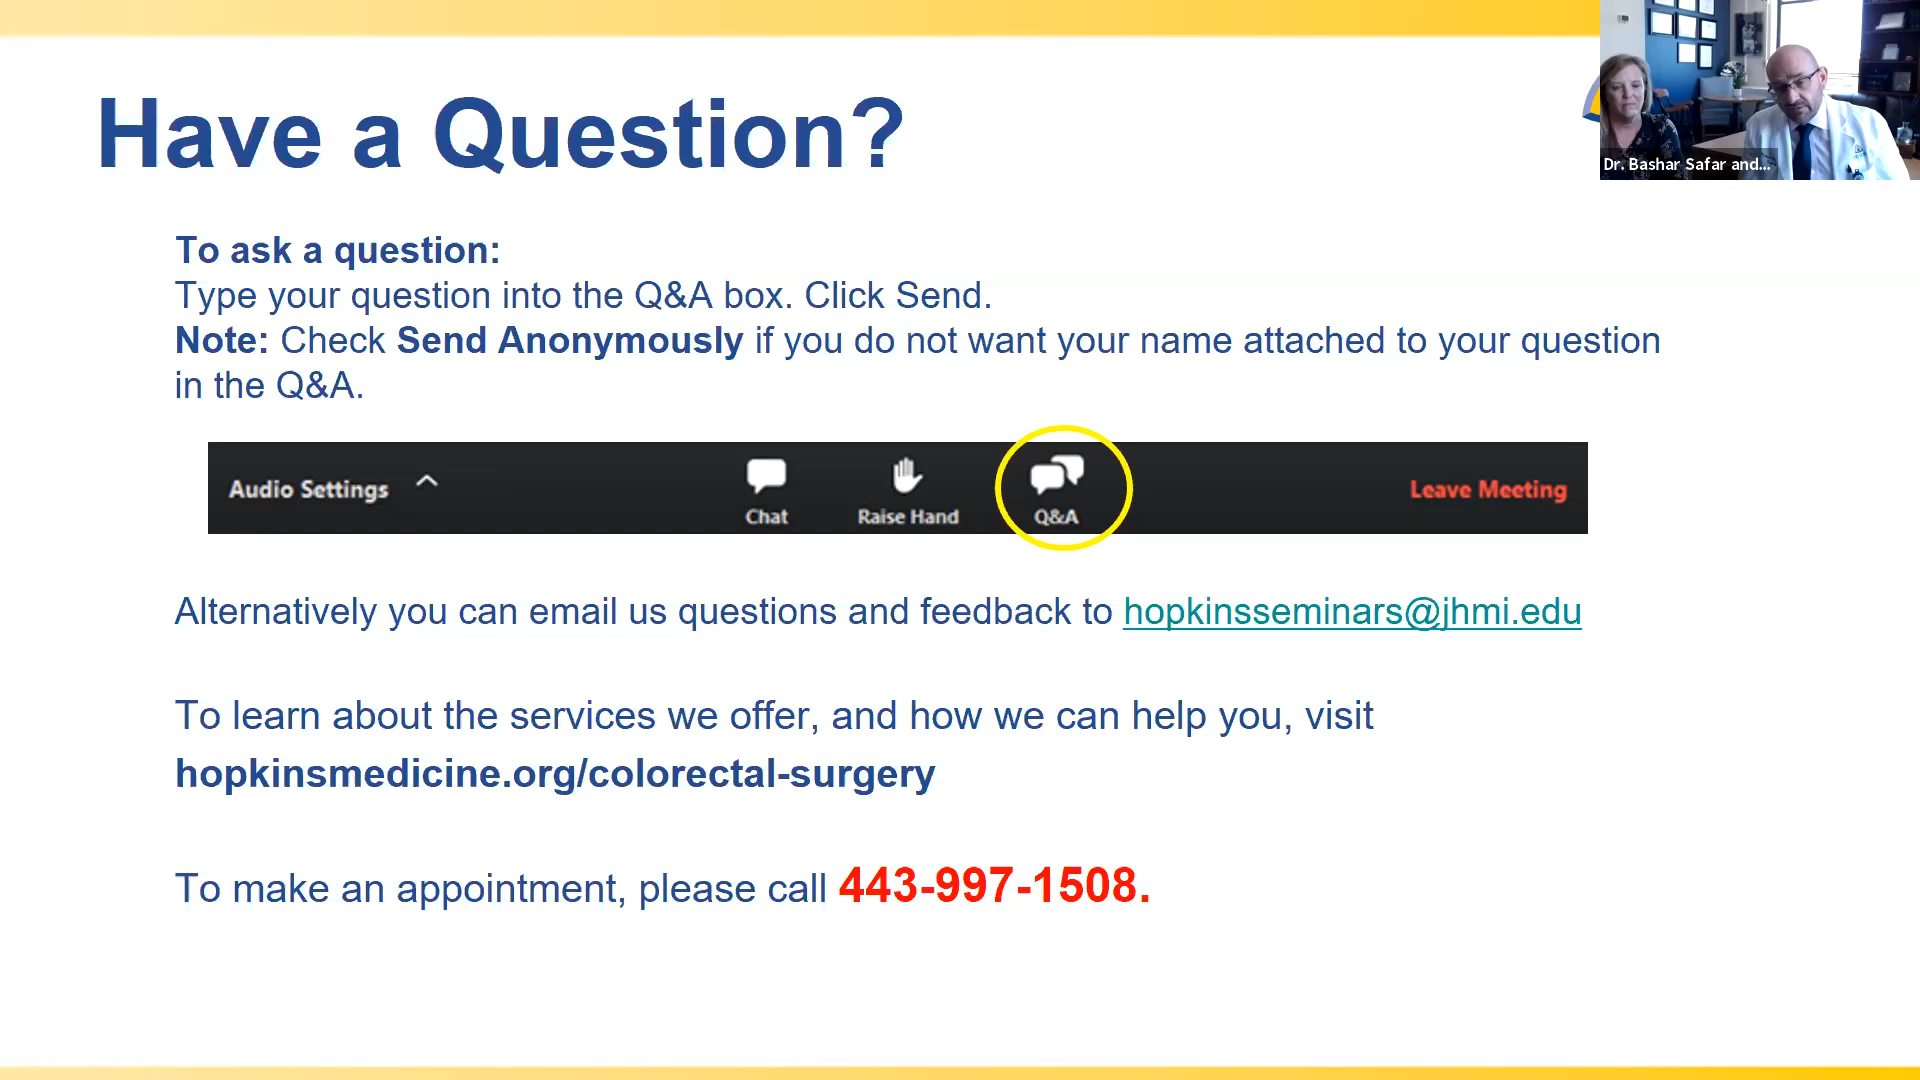 Have a Question?
Dr. Bashar Safar and...
To ask a question:
Type your question into the Q&A box. Click Send.
Note: Check Send Anonymously if you do not want your name attached to your question
in the Q&A.
Audio Settings
Chat
Raise Hand
Q&A
Leave Meeting
Alternatively you can email us questions and feedback to hopkinsseminars@jhmi.edu
To learn about the services we offer, and how we can help you, visit
hopkinsmedicine.org/colorectal-surgery
To make an appointment, please call 443-997-1508.